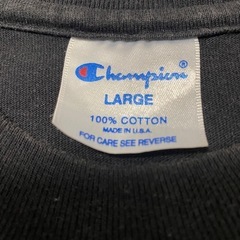 Champion
LARGE
100% COTTON
MADE IN U.S.A.
FOR CARE SEE REVERSE